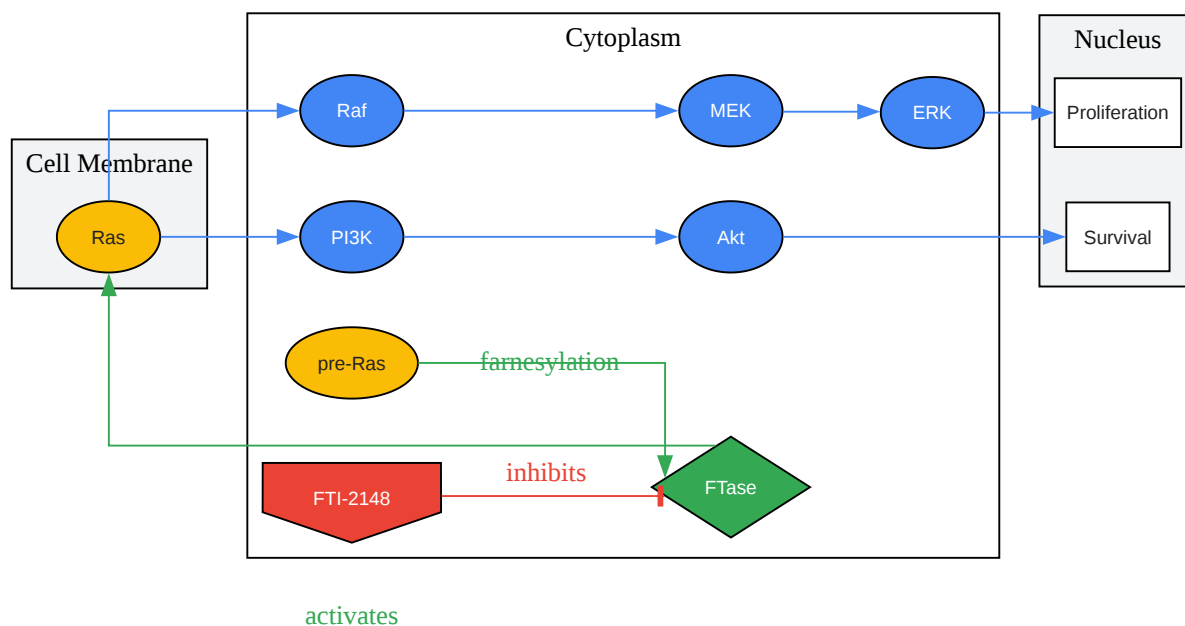 Cytoplasm
Nucleus
Cell Membrane
Raf
MEK
ERK
Proliferation
Ras
PI3K
Akt
Survival
pre-Ras
farnesylation
FTI-2148
inhibits
FTase
activates